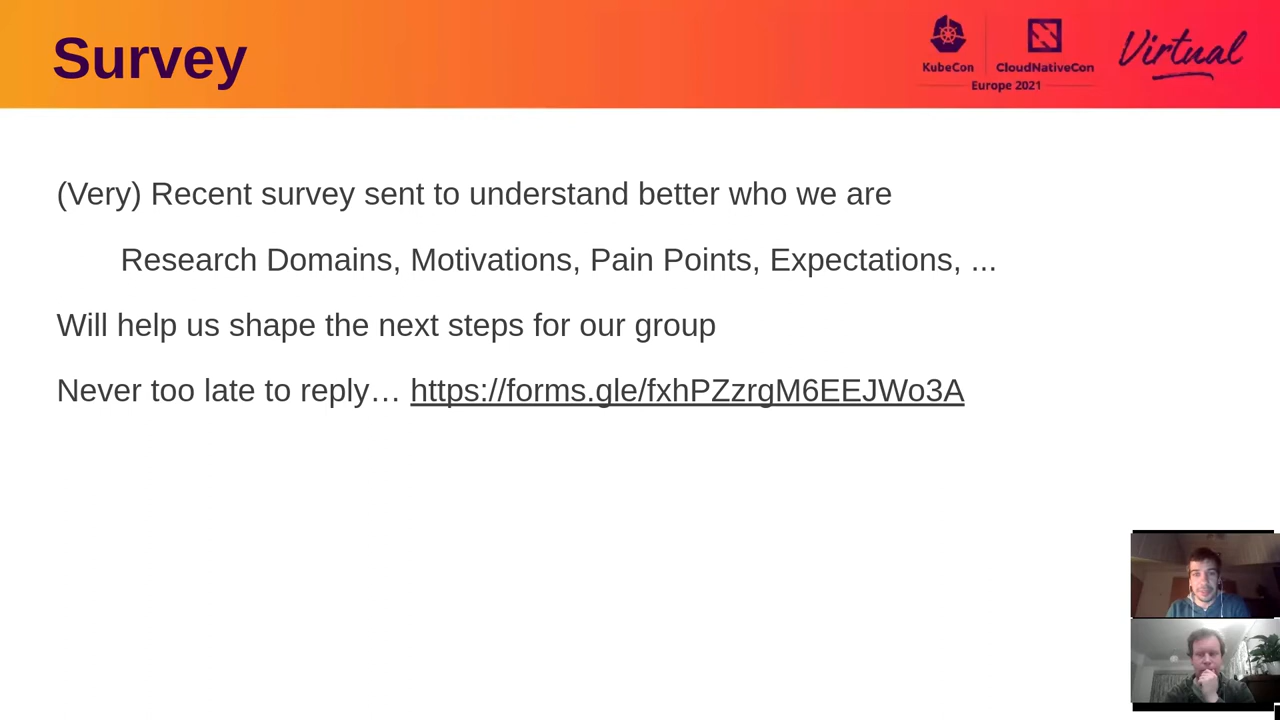 Survey
KubeCon
CloudNativeCon
Europe 2021
Virtual
(Very) Recent survey sent to understand better who we are
Research Domains, Motivations, Pain Points, Expectations, ...
Will help us shape the next steps for our group
Never too late to reply… https://forms.gle/fxhPZzrgM6EEJWo3A